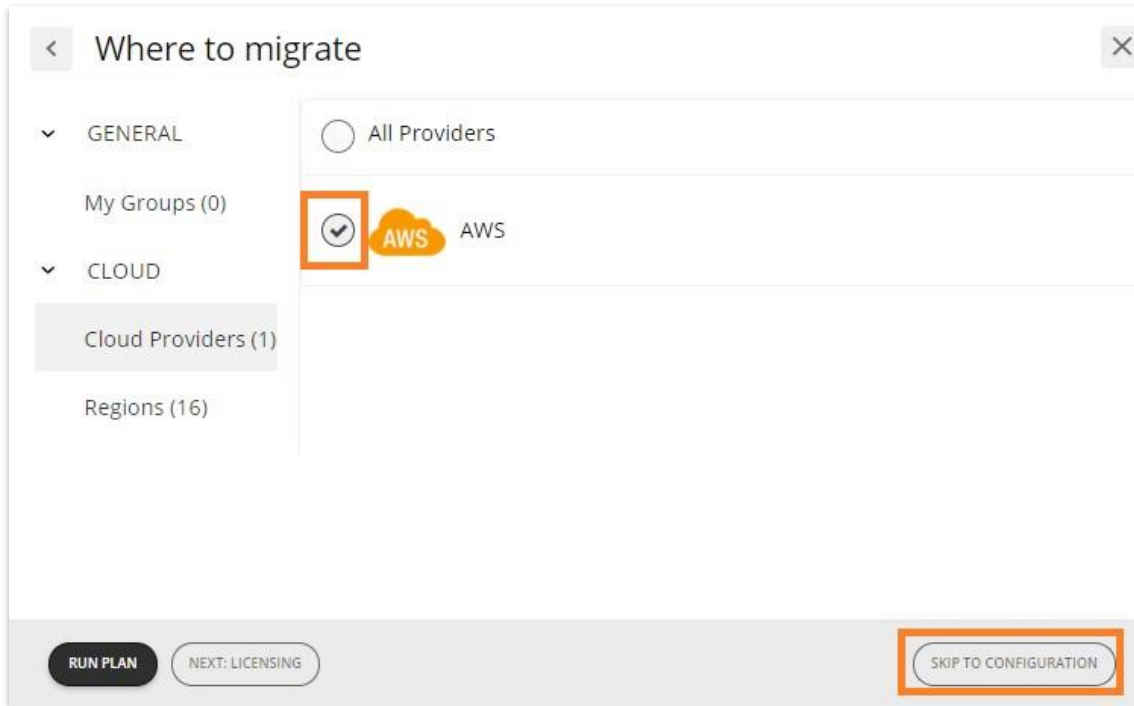 Where to migrate
GENERAL
My Groups (0)
CLOUD
Cloud Providers (1)
Regions (16)
All Providers
AWS AWS
RUN PLAN
NEXT: LICENSING
SKIP TO CONFIGURATION